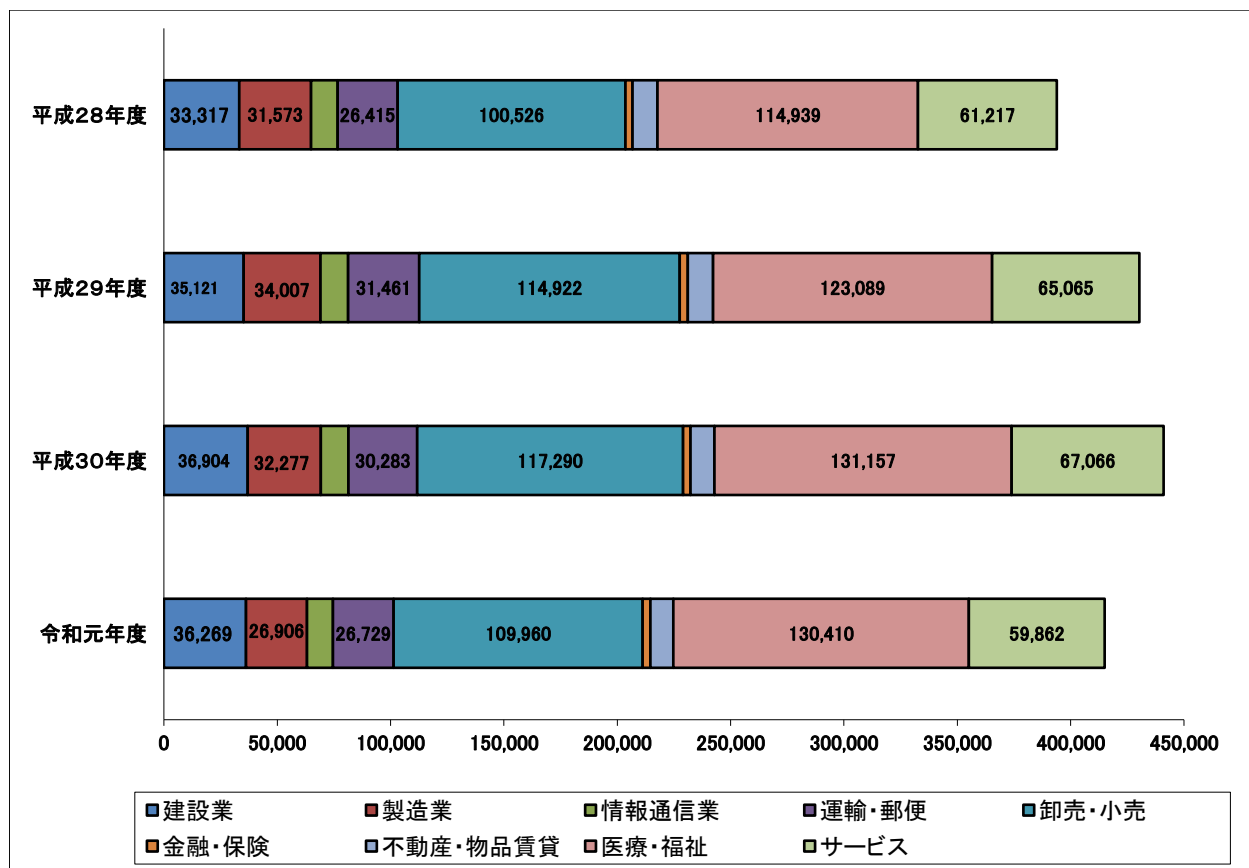 平成28年度 33,317 31,573 26,415 100,526 114,939 61,217
平成29年度 35,121 34,007 31,461 114,922 123,089 65,065
平成30年度 36,904 32,277 30,283 117,290 131,157 67,066
令和元年度 36,269 26,906 26,729 109,960 130,410 59,862
0 50,000 100,000 150,000 200,000 250,000 300,000 350,000 400,000 450,000
建設業 製造業 情報通信業 運輸・郵便 卸売・小売
金融・保険 不動産・物品賃貸 医療・福祉 サービス